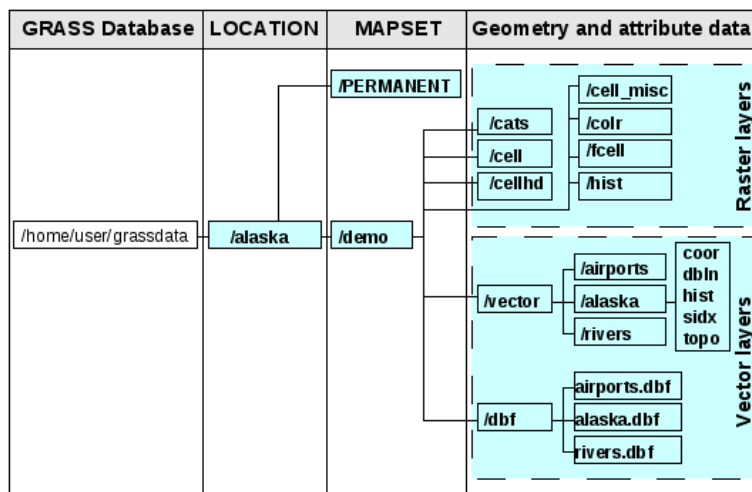 GRASS Database
LOCATION
MAPSET
Geometry and attribute data
/home/user/grassdata
/alaska
/PERMANENT
/demo
/cats
/cell
/cellhd
/cell_misc
/colr
/fcell
/hist
Raster layers
/vector
/airports
/alaska
/rivers
coor
dbln
hist
sidx
topo
/dbf
airports.dbf
alaska.dbf
rivers.dbf
Vector layers